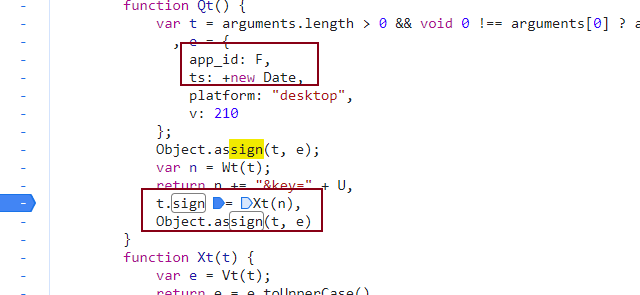 function Qt() {
var t = arguments.length > 0 && void 0 !== arguments[0] ? a
, e = {
app_id: F,
ts: +new Date,
platform: "desktop",
v: 210
};
Object.assign(t, e);
var n = Wt(t);
return n += "&key=" + U,
t.sign = Xt(n),
Object.assign(t, e)
}
function Xt(t) {
var e = Vt(t);
return e = e.toUpperCase()